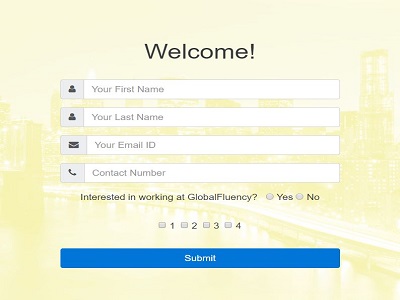 Welcome!
Your First Name
Your Last Name
Your Email ID
Contact Number
Interested in working at GlobalFluency? Yes No
1 2 3 4
Submit